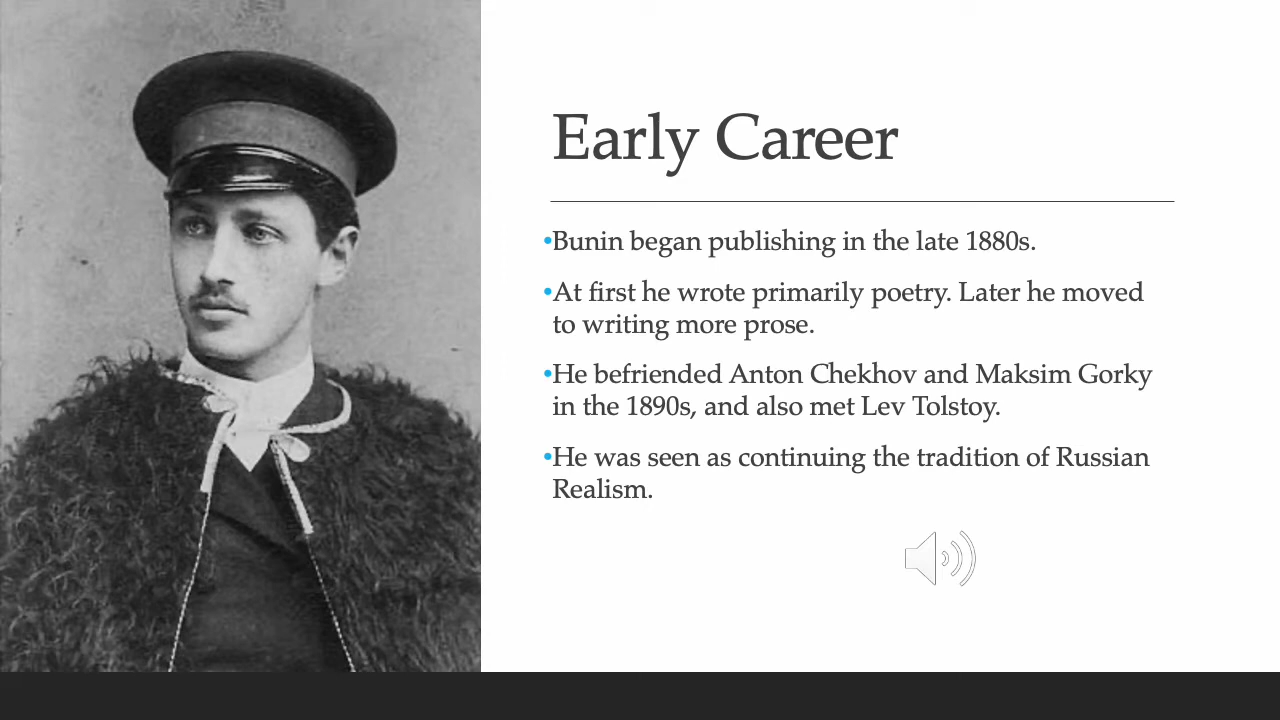 Early Career
•Bunin began publishing in the late 1880s.
•At first he wrote primarily poetry. Later he moved
to writing more prose.
•He befriended Anton Chekhov and Maksim Gorky
in the 1890s, and also met Lev Tolstoy.
•He was seen as continuing the tradition of Russian
Realism.